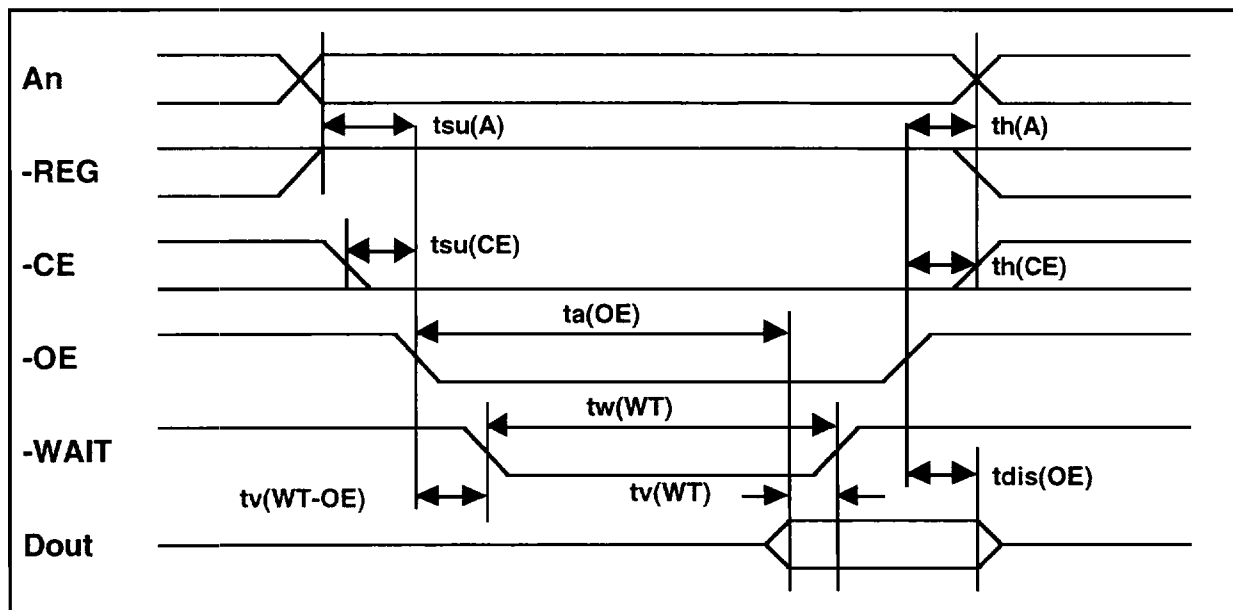 An
tsu(A)
th(A)
-REG
-CE
tsu(CE)
th(CE)
ta(OE)
-OE
tw(WT)
-WAIT
tv(WT-OE)
tv(WT)
tdis(OE)
Dout